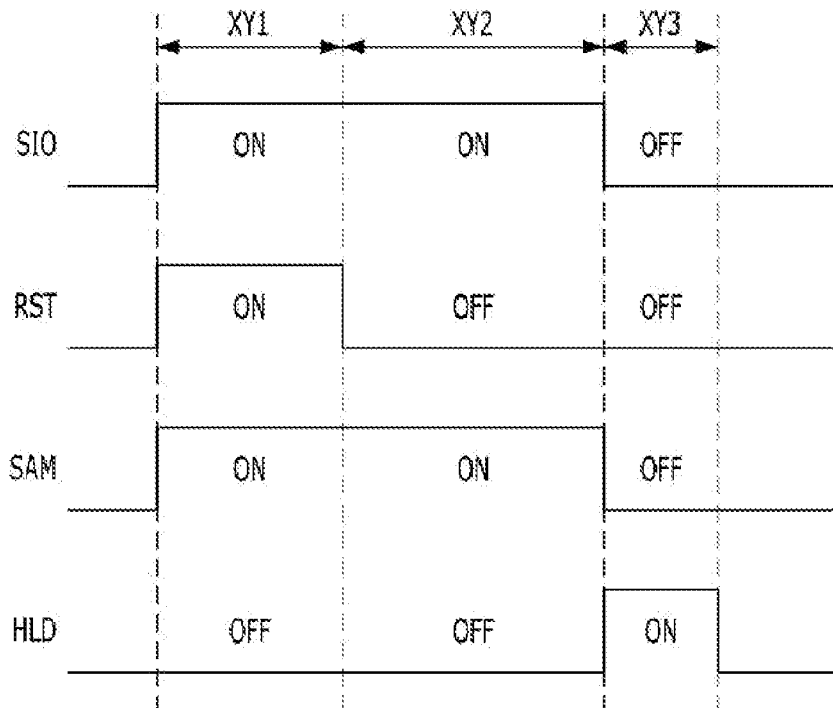 XY1 XY2 XY3
SIO ON ON OFF
RST ON OFF OFF
SAM ON ON OFF
HLD OFF OFF ON